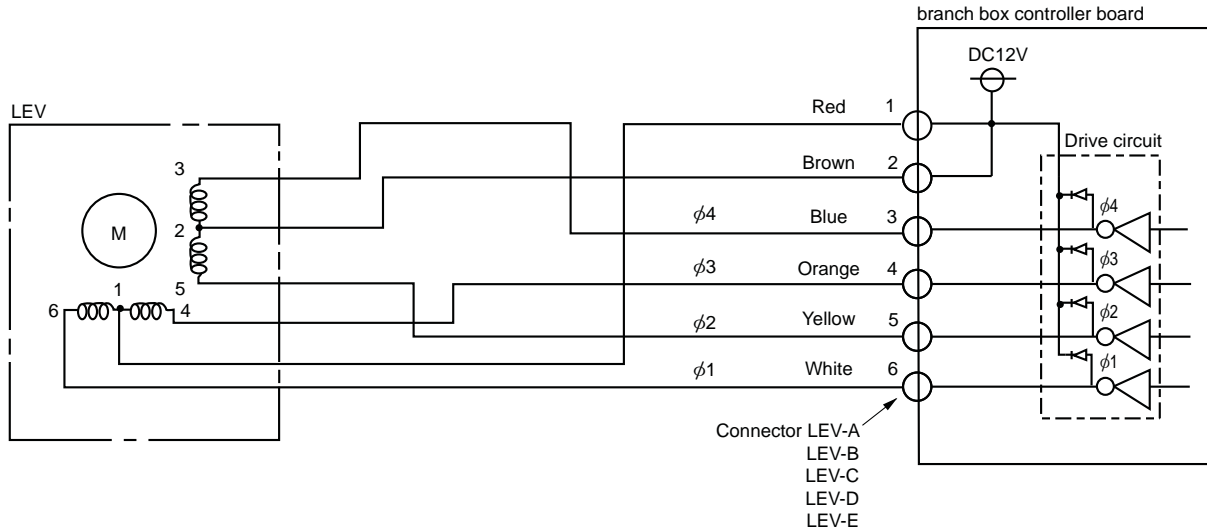 branch box controller board
DC12V
LEV
Red 1
Drive circuit
3
Brown 2
ϕ4 Blue 3
ϕ4
2
M
ϕ3 Orange 4
ϕ3
5
1
6 4
ϕ2 Yellow 5
ϕ2
ϕ1 White 6
ϕ1
Connector LEV-A
LEV-B
LEV-C
LEV-D
LEV-E